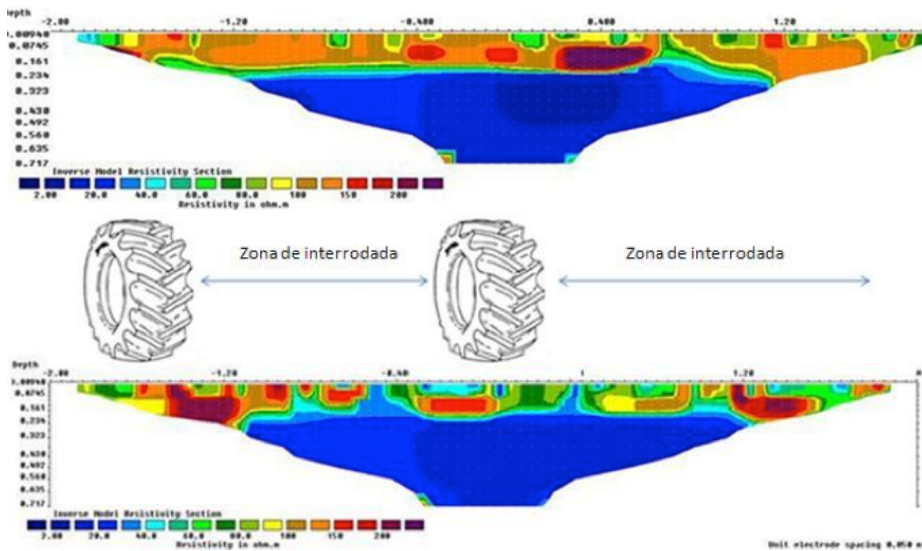 Depth -2.00 -1.20 -0.400 0.400 1.20
0.00940
0.0745
0.161
0.234
0.323
0.430
0.492
0.560
0.635
0.717
Inverse Model Resistivity Section
2.00 20.0 40.0 60.0 80.0 100 150 200
Resistivity in ohm.m
Zona de interrodada Zona de interrodada
Depth
-2.00 -1.20 -0.40 1.20
0.00940
0.0745
0.161
0.234
0.323
0.430
0.492
0.560
0.635
0.717
Inverse Model Resistivity Section
2.00 20.0 40.0 60.0 80.0 100 150 200
Resistivity in ohm.m
Unit electrode spacing 0.050 m